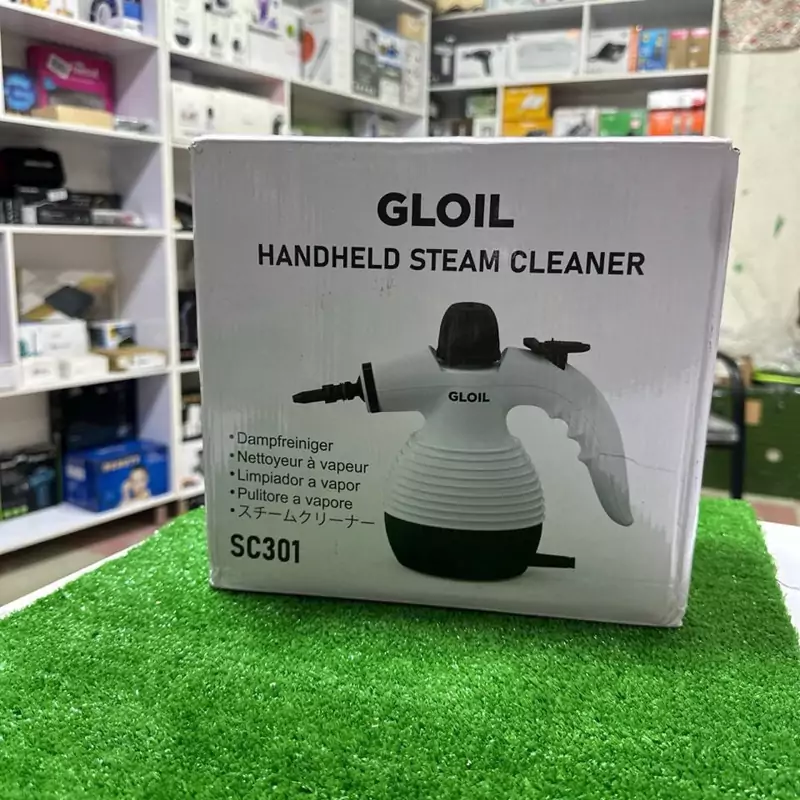 GLOIL
HANDHELD STEAM CLEANER
GLOIL
• Dampfreiniger
• Nettoyeur à vapeur
• Limpiador a vapor
• Pulitore a vapore
• スチームクリーナー
SC301